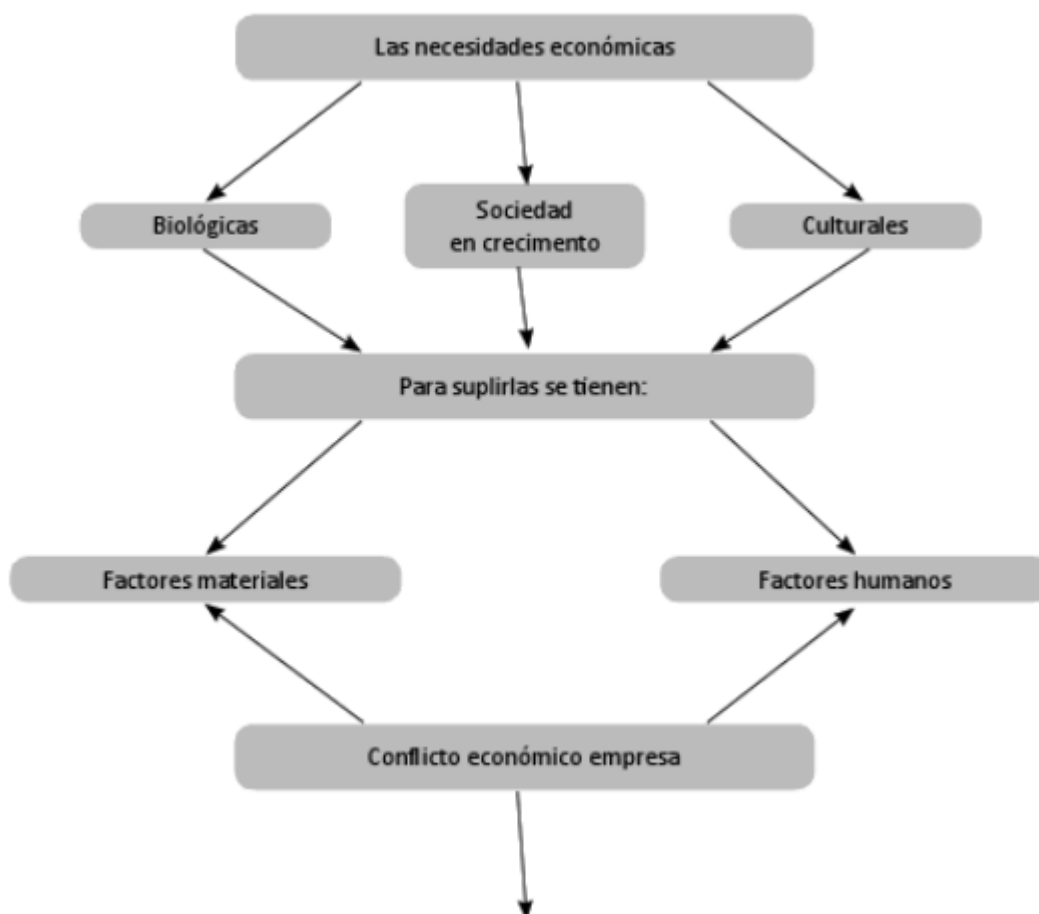 Las necesidades económicas
Biológicas
Sociedad
en crecimento
Culturales
Para suplirlas se tienen:
Factores materiales
Factores humanos
Conflicto económico empresa